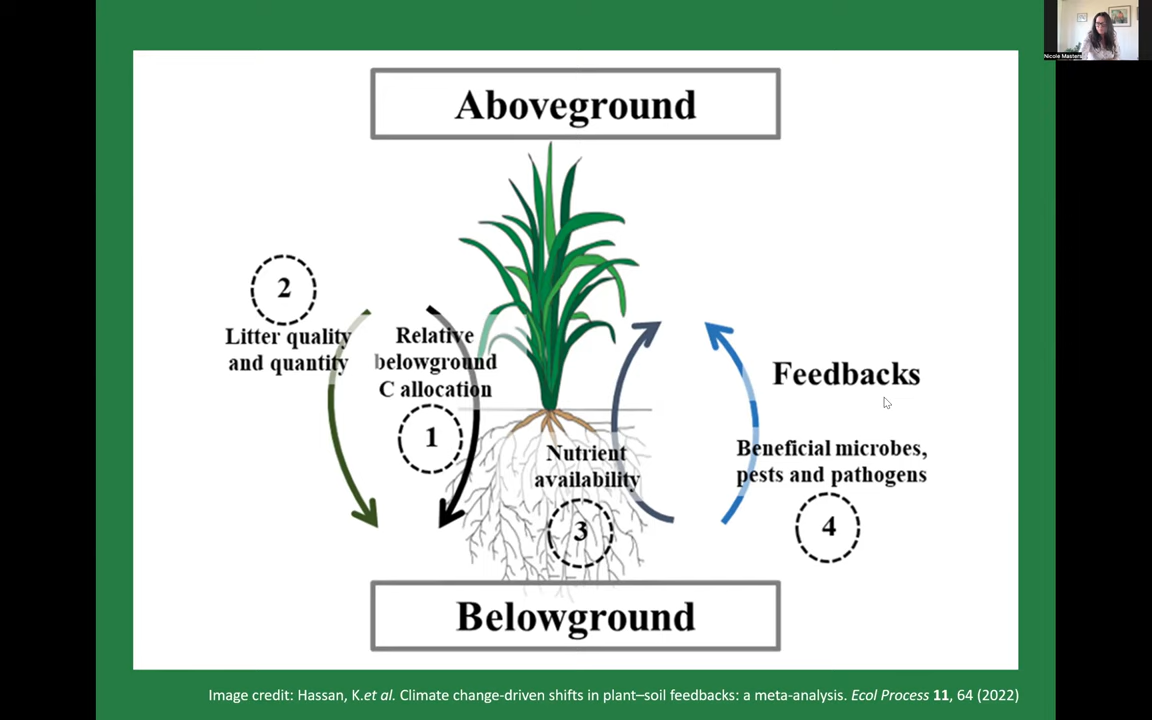 Nicole Masters
Aboveground
2
Litter quality
and quantity
Relative
belowground
C allocation
1
Nutrient
availability
3
Feedbacks
Beneficial microbes,
pests and pathogens
4
Belowground
Image credit: Hassan, K.et al. Climate change-driven shifts in plant–soil feedbacks: a meta-analysis. Ecol Process 11, 64 (2022)